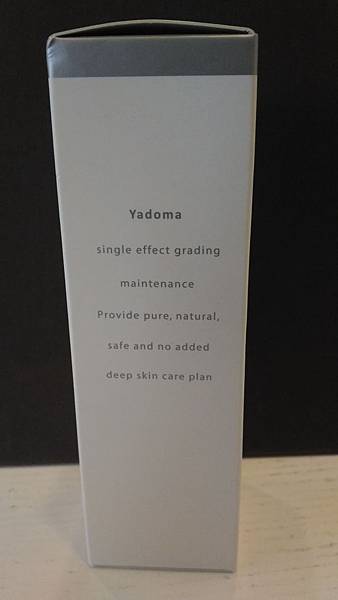 Yadoma
single effect grading
maintenance
Provide pure, natural,
safe and no added
deep skin care plan